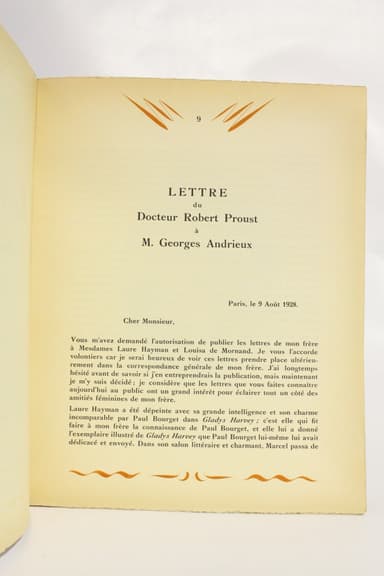 9
LETTRE
du
Docteur Robert Proust
à
M. Georges Andrieux
Paris, le 9 Août 1928.
Cher Monsieur,
Vous m'avez demandé l'autorisation de publier les lettres de mon frère
à Mesdames Laure Hayman et Louisa de Mornand. Je vous l'accorde
volontiers car je serai heureux de voir ces lettres prendre place ultérieu-
rement dans la correspondance générale de mon frère. J'ai longtemps
hésité avant de savoir si j'en entreprendrais la publication, mais maintenant
je m'y suis décidé ; je considère que les lettres que vous faites connaître
aujourd'hui au public ont un grand intérêt pour éclairer tout un côté des
amitiés féminines de mon frère.
Laure Hayman a été dépeinte avec sa grande intelligence et son charme
incomparable par Paul Bourget dans Gladys Harvey ; c'est elle qui fit
faire à mon frère la connaissance de Paul Bourget, et elle lui a donné
l'exemplaire illustré de Gladys Harvey que Paul Bourget lui-même lui avait
dédicacé et envoyé. Dans son salon littéraire et charmant, Marcel passa de